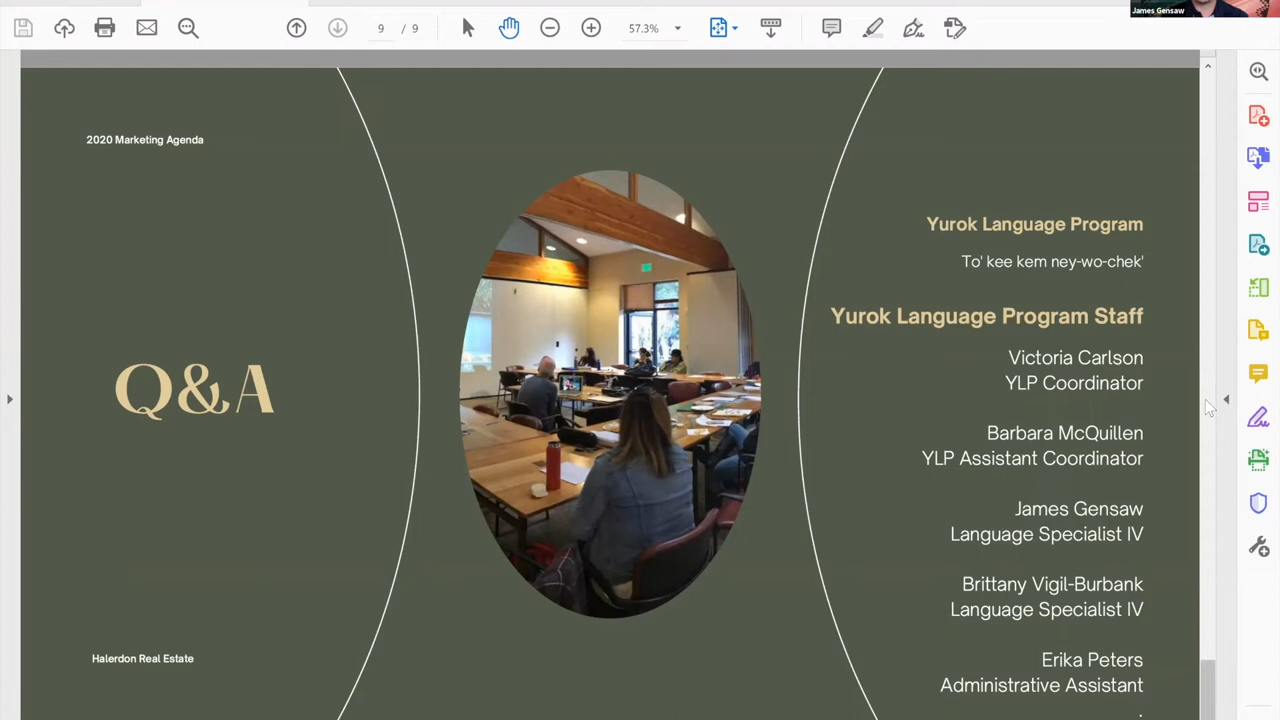 James Gensaw
9 / 9
57.3%
2020 Marketing Agenda
Q&A
Halerdon Real Estate
Yurok Language Program
To' kee kem ney-wo-chek'
Yurok Language Program Staff
Victoria Carlson
YLP Coordinator
Barbara McQuillen
YLP Assistant Coordinator
James Gensaw
Language Specialist IV
Brittany Vigil-Burbank
Language Specialist IV
Erika Peters
Administrative Assistant